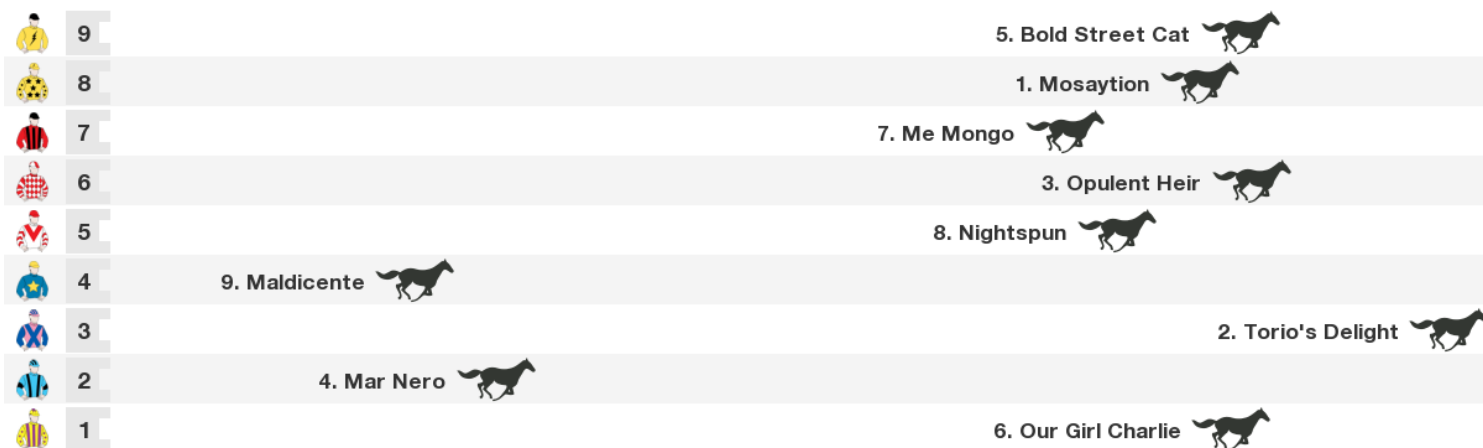 9 5. Bold Street Cat
8 1. Mosaytion
7 7. Me Mongo
6 3. Opulent Heir
5 8. Nightspun
4 9. Maldicente
3 2. Torio's Delight
2 4. Mar Nero
1 6. Our Girl Charlie